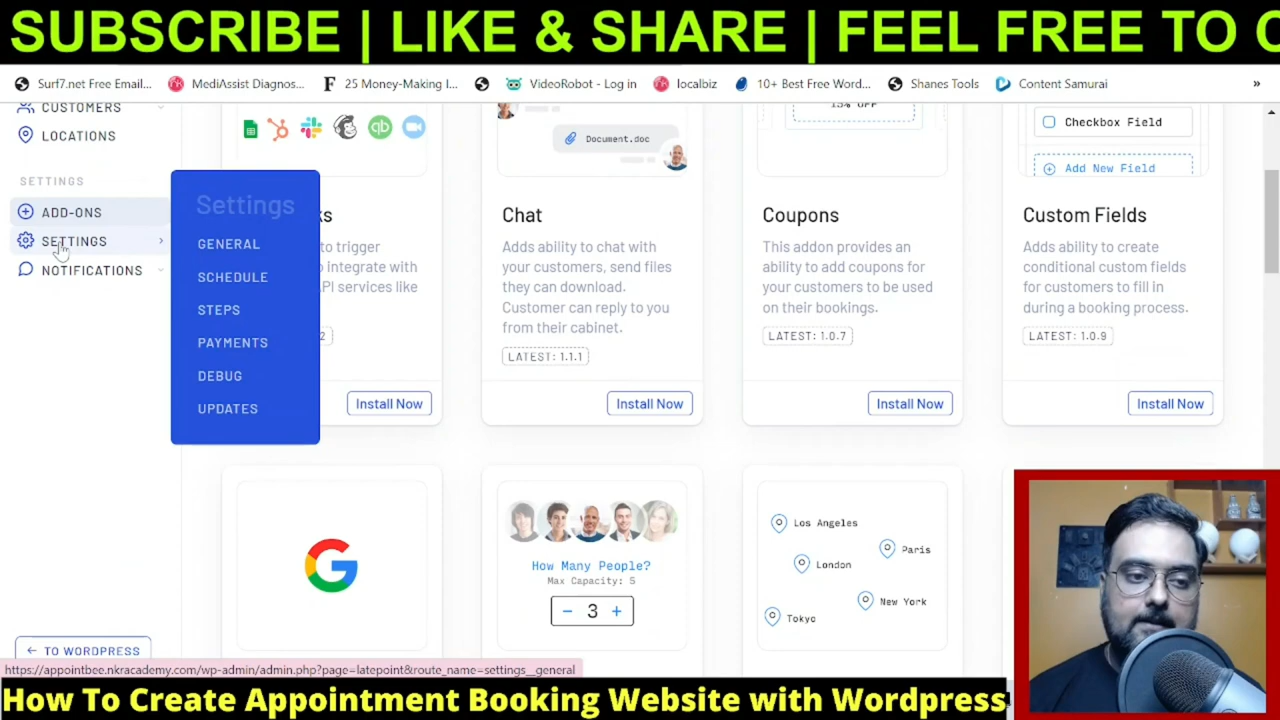 SUBSCRIBE | LIKE & SHARE | FEEL FREE TO
Surf7.net Free Email...
MediAssist Diagnos...
25 Money-Making I...
VideoRobot - Log in
localbiz
10+ Best Free Word...
Shanes Tools
Content Samurai
»
CUSTOMERS
LOCATIONS
SETTINGS
ADD-ONS
SETTINGS
NOTIFICATIONS
← TO WORDPRESS
Settings
GENERAL
SCHEDULE
STEPS
PAYMENTS
DEBUG
UPDATES
qb
ks
to trigger
to integrate with
PI services like
2
Install Now
Document.doc
Chat
Adds ability to chat with
your customers, send files
they can download.
Customer can reply to you
from their cabinet.
LATEST: 1.1.1
Install Now
15% OFF
Coupons
This addon provides an
ability to add coupons for
your customers to be used
on their bookings.
LATEST: 1.0.7
Install Now
Checkbox Field
Add New Field
Custom Fields
Adds ability to create
conditional custom fields
for customers to fill in
during a booking process.
LATEST: 1.0.9
Install Now
G
How Many People?
Max Capacity: 5
− 3 +
Los Angeles
Paris
London
New York
Tokyo
https://appointbee.nkracademy.com/wp-admin/admin.php?page=latepoint&route_name=settings__general
How To Create Appointment Booking Website with Wordpress